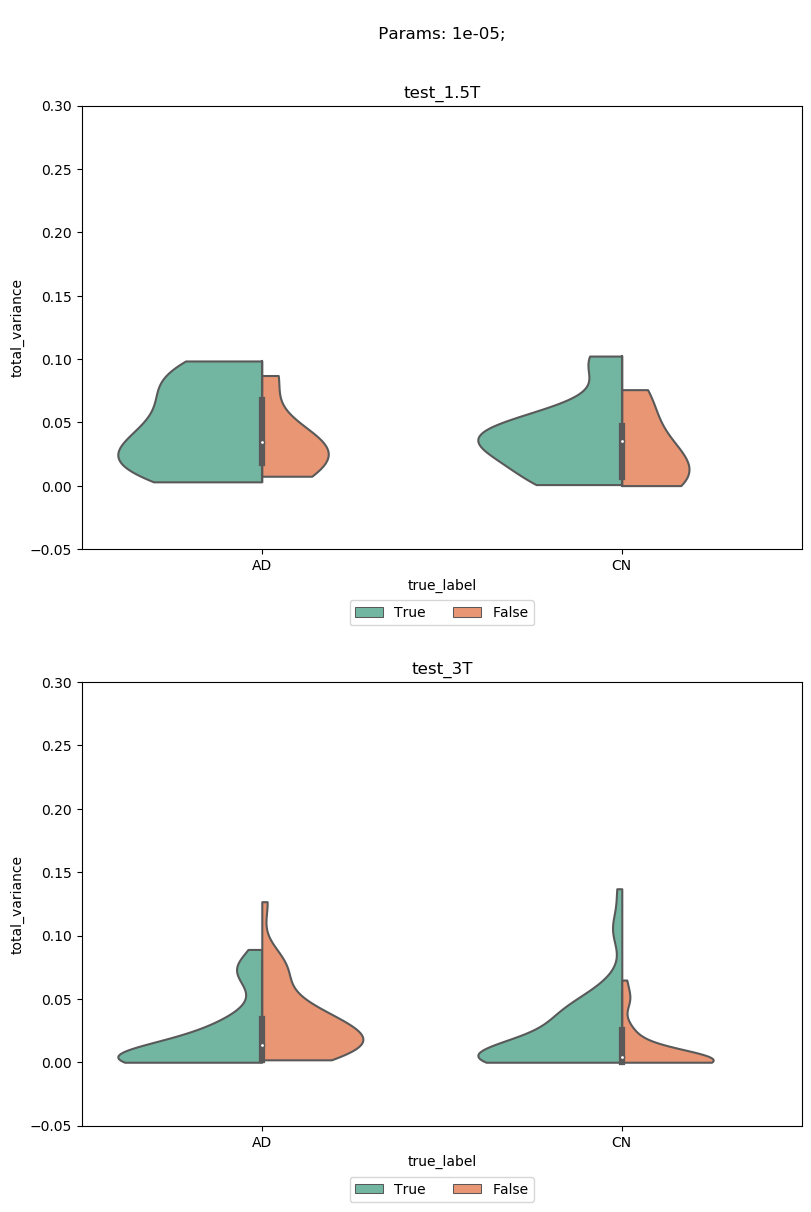 Params: 1e-05;
test_1.5T
0.30
0.25
0.20
0.15
0.10
0.05
0.00
−0.05
total_variance
AD
CN
true_label
True
False
test_3T
0.30
0.25
0.20
0.15
0.10
0.05
0.00
−0.05
total_variance
AD
CN
true_label
True
False